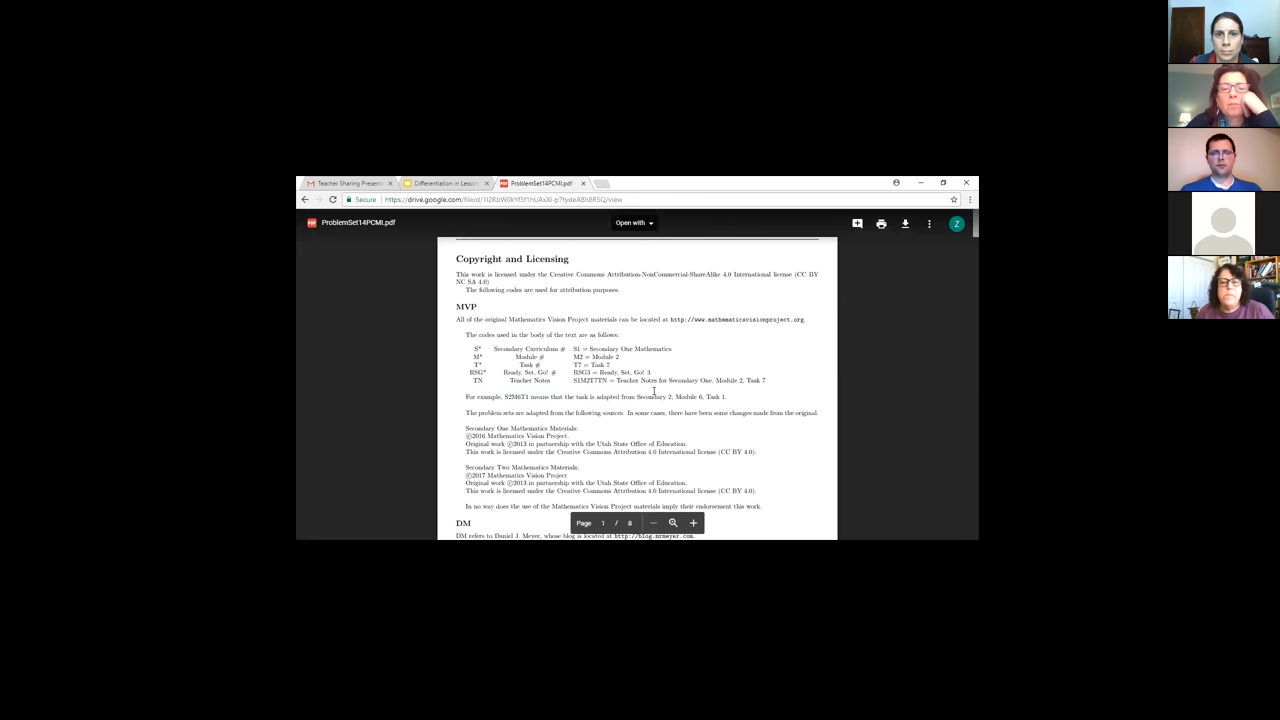 Teacher Sharing Present
Differentiation in Lesson
ProblemSet14PCMI.pdf -
Secure
ProblemSet14PCMI.pdf
Open with
Z
Copyright and Licensing
This work is licensed under the Creative Commons Attribution-NonCommercial-ShareAlike 4.0 International license (CC BY
NC SA 4.0)
The following codes are used for attribution purposes.
MVP
All of the original Mathematics Vision Project materials can be located at http://www.mathematicsvisionproject.org.
The codes used in the body of the text are as follows:
S* Secondary Curriculum # S1 = Secondary One Mathematics
M* Module # M2 = Module 2
T* Task # T7 = Task 7
RSG* Ready, Set, Go! # RSG3 = Ready, Set, Go! 3
TN Teacher Notes S1M2T7TN = Teacher Notes for Secondary One, Module 2, Task 7
For example, S2M6T1 means that the task is adapted from Secondary 2, Module 6, Task 1.
The problem sets are adapted from the following sources. In some cases, there have been some changes made from the original.
Secondary One Mathematics Materials:
©2016 Mathematics Vision Project.
Original work ©2013 in partnership with the Utah State Office of Education.
This work is licensed under the Creative Commons Attribution 4.0 International license (CC BY 4.0).
Secondary Two Mathematics Materials:
©2017 Mathematics Vision Project
Original work ©2013 in partnership with the Utah State Office of Education.
This work is licensed under the Creative Commons Attribution 4.0 International license (CC BY 4.0).
In no way does the use of the Mathematics Vision Project materials imply their endorsement this work.
Page 1 / 8
DM
DM refers to Daniel J. Meyer, whose blog is located at http://blog.mrmeyer.com.